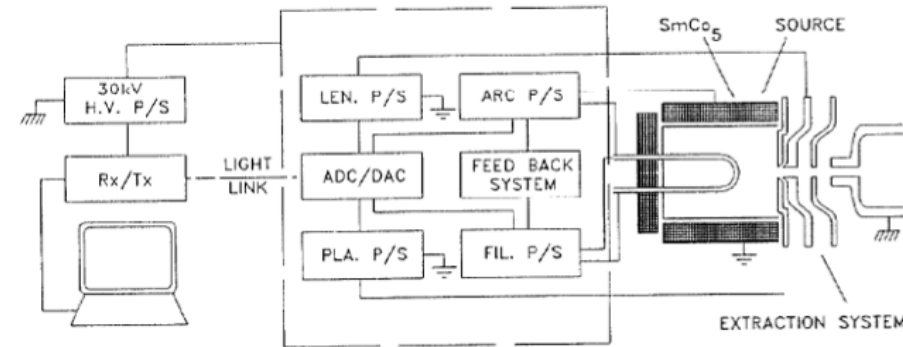 SmCo5
SOURCE
30kV
H.V. P/S
LEN. P/S
ARC P/S
Rx/Tx
LIGHT
LINK
ADC/DAC
FEED BACK
SYSTEM
PLA. P/S
FIL. P/S
EXTRACTION SYSTEM